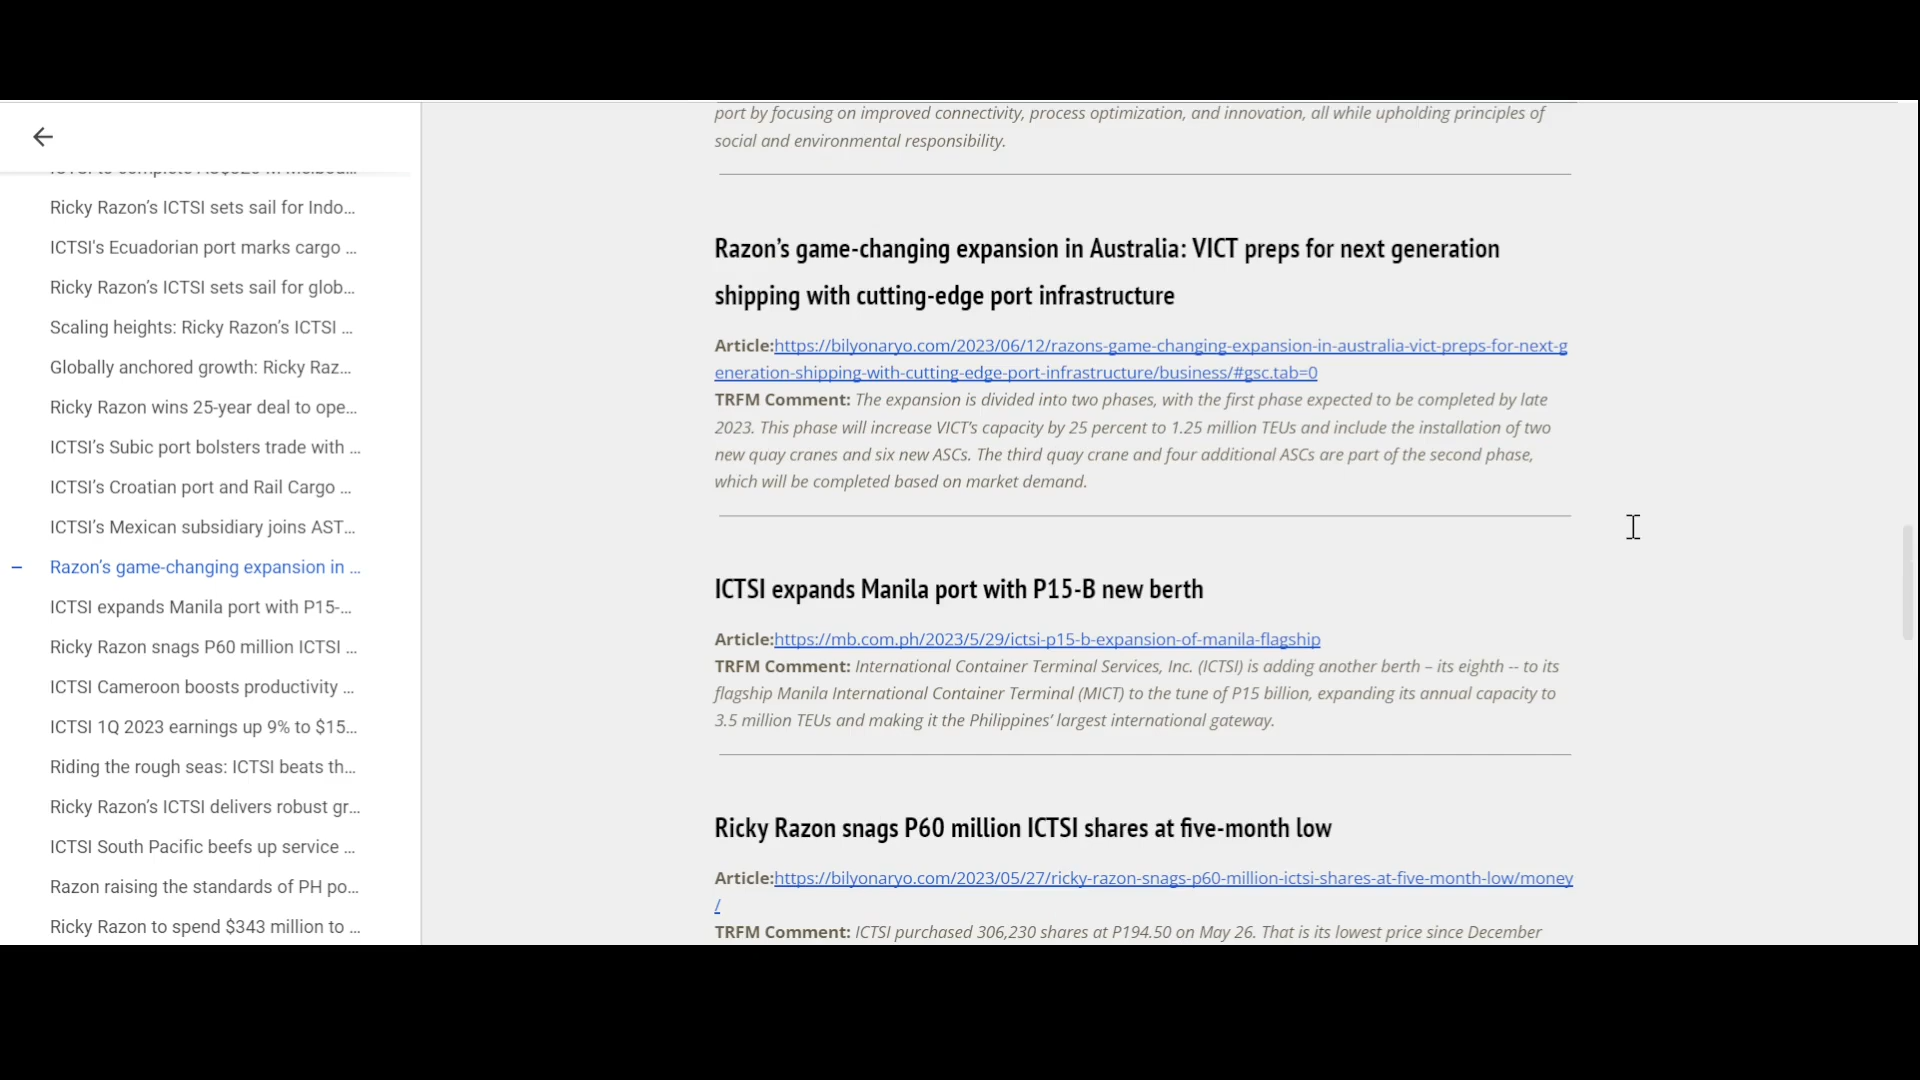 ICTSI to complete AU$320-M Melbou...
Ricky Razon’s ICTSI sets sail for Indo...
ICTSI's Ecuadorian port marks cargo ...
Ricky Razon’s ICTSI sets sail for glob...
Scaling heights: Ricky Razon’s ICTSI ...
Globally anchored growth: Ricky Raz...
Ricky Razon wins 25-year deal to ope...
ICTSI’s Subic port bolsters trade with ...
ICTSI’s Croatian port and Rail Cargo ...
ICTSI’s Mexican subsidiary joins AST...
Razon’s game-changing expansion in ...
ICTSI expands Manila port with P15-...
Ricky Razon snags P60 million ICTSI ...
ICTSI Cameroon boosts productivity ...
ICTSI 1Q 2023 earnings up 9% to $15...
Riding the rough seas: ICTSI beats th...
Ricky Razon’s ICTSI delivers robust gr...
ICTSI South Pacific beefs up service ...
Razon raising the standards of PH po...
Ricky Razon to spend $343 million to ...
port by focusing on improved connectivity, process optimization, and innovation, all while upholding principles of
social and environmental responsibility.
Razon’s game-changing expansion in Australia: VICT preps for next generation
shipping with cutting-edge port infrastructure
Article:https://bilyonaryo.com/2023/06/12/razons-game-changing-expansion-in-australia-vict-preps-for-next-g
eneration-shipping-with-cutting-edge-port-infrastructure/business/#gsc.tab=0
TRFM Comment: The expansion is divided into two phases, with the first phase expected to be completed by late
2023. This phase will increase VICT’s capacity by 25 percent to 1.25 million TEUs and include the installation of two
new quay cranes and six new ASCs. The third quay crane and four additional ASCs are part of the second phase,
which will be completed based on market demand.
ICTSI expands Manila port with P15-B new berth
Article:https://mb.com.ph/2023/5/29/ictsi-p15-b-expansion-of-manila-flagship
TRFM Comment: International Container Terminal Services, Inc. (ICTSI) is adding another berth – its eighth -- to its
flagship Manila International Container Terminal (MICT) to the tune of P15 billion, expanding its annual capacity to
3.5 million TEUs and making it the Philippines’ largest international gateway.
Ricky Razon snags P60 million ICTSI shares at five-month low
Article:https://bilyonaryo.com/2023/05/27/ricky-razon-snags-p60-million-ictsi-shares-at-five-month-low/money
/
TRFM Comment: ICTSI purchased 306,230 shares at P194.50 on May 26. That is its lowest price since December